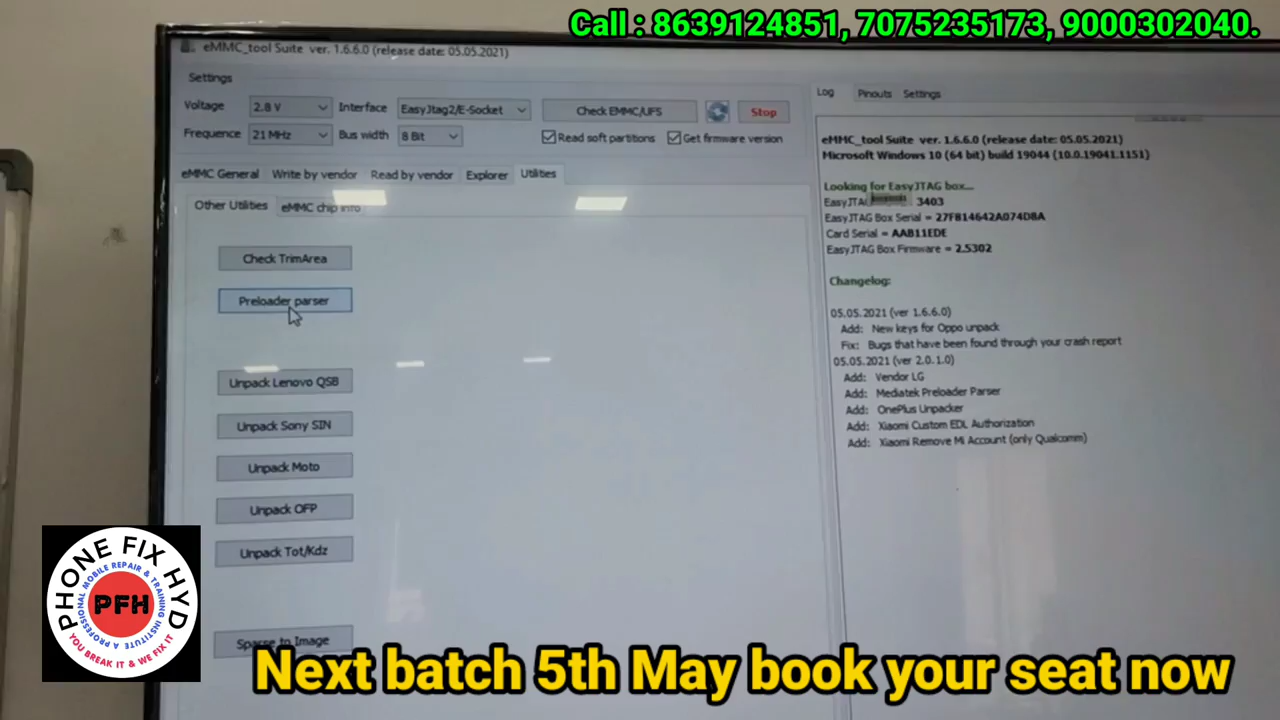 Call : 8639124851, 7075235173, 9000302040.
eMMC_tool Suite ver. 1.6.6.0 (release date: 05.05.2021)
Settings
Voltage 2.8 V Interface EasyJtag2/E-Socket Check EMMC/UFS Stop
Frequency 21 MHz Bus width 8 Bit Read soft partitions Get firmware version
eMMC General Write by vendor Read by vendor Explorer Utilities
Other Utilities eMMC chip info
Check TrimArea
Preloader parser
Unpack Lenovo QSB
Unpack Sony SIN
Unpack Moto
Unpack OFP
Unpack Tot/Kdz
Sparse to Image
Log Pinouts Settings
eMMC_tool Suite ver. 1.6.6.0 (release date: 05.05.2021)
Microsoft Windows 10 (64 bit) build 19044 (10.0.19041.1151)
Looking for EasyJTAG box...
3403
EasyJTAG Box Serial = 27F814642A074D8A
Card Serial = AAB11EDE
EasyJTAG Box Firmware = 2.5302
Changelog:
05.05.2021 (ver 1.6.6.0)
Add: New keys for Oppo unpack
Fix: Bugs that have been found through your crash report
05.05.2021 (ver 2.0.1.0)
Add: Vendor LG
Add: Mediatek Preloader Parser
Add: OnePlus Unpacker
Add: Xiaomi Custom EDL Authorization
Add: Xiaomi Remove Mi Account (only Qualcomm)
PHONE FIX HYD
A PROFESSIONAL MOBILE REPAIR & TRAINING INSTITUTE
PFH
YOU BREAK IT & WE FIX IT
Next batch 5th May book your seat now